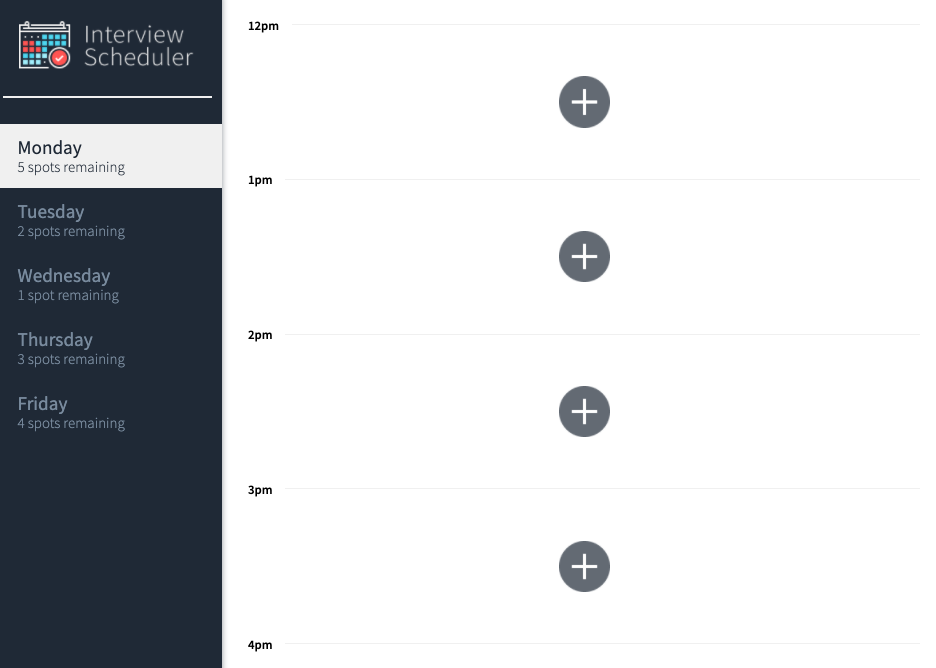 Interview
Scheduler
Monday
5 spots remaining
Tuesday
2 spots remaining
Wednesday
1 spot remaining
Thursday
3 spots remaining
Friday
4 spots remaining
12pm
1pm
2pm
3pm
4pm